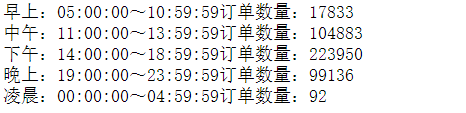 早上：05:00:00～10:59:59订单数量：17833
中午：11:00:00～13:59:59订单数量：104883
下午：14:00:00～18:59:59订单数量：223950
晚上：19:00:00～23:59:59订单数量：99136
凌晨：00:00:00～04:59:59订单数量：92